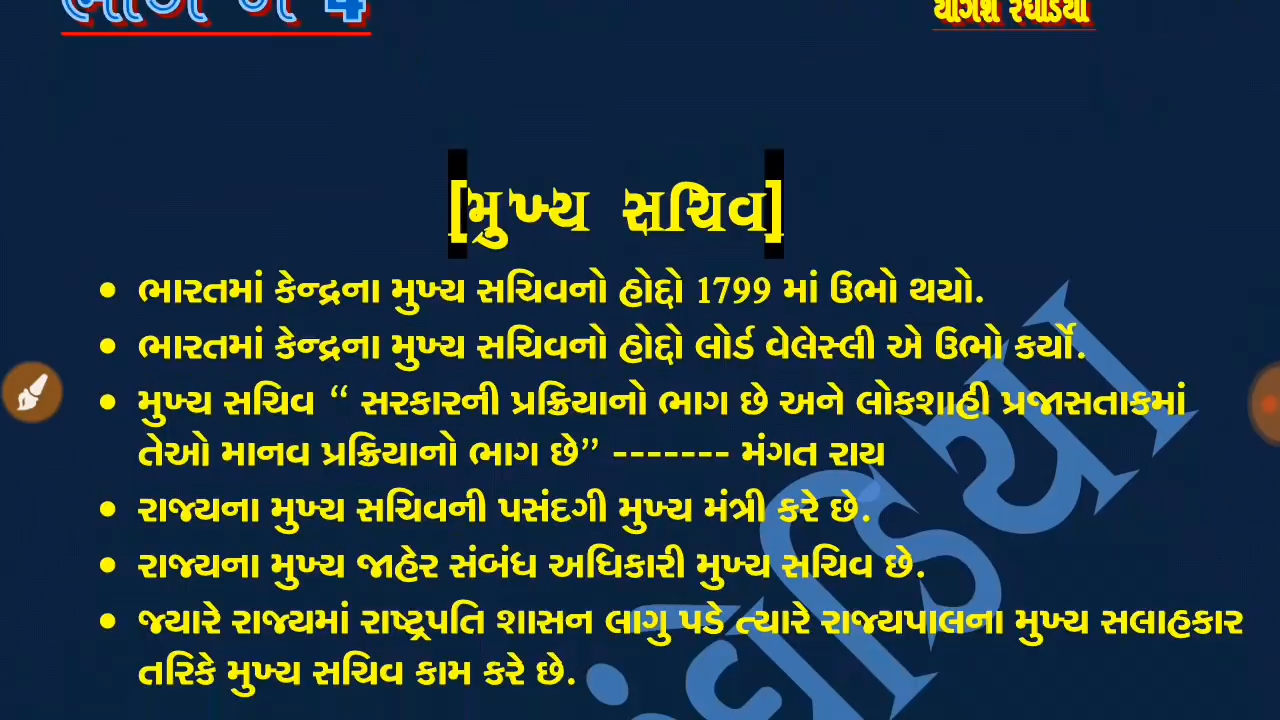 ભાગ નં 4
યોગેશ રંઘાડિયા
[મુખ્ય સચિવ]
• ભારતમાં કેન્દ્રના મુખ્ય સચિવનો હોદ્દો 1799 માં ઉભો થયો.
• ભારતમાં કેન્દ્રના મુખ્ય સચિવનો હોદ્દો લોર્ડ વેલેસ્લી એ ઉભો કર્યો.
• મુખ્ય સચિવ “ સરકારની પ્રક્રિયાનો ભાગ છે અને લોકશાહી પ્રજાસતાકમાં
તેઓ માનવ પ્રક્રિયાનો ભાગ છે” ------- મંગત રાય
• રાજ્યના મુખ્ય સચિવની પસંદગી મુખ્ય મંત્રી કરે છે.
• રાજ્યના મુખ્ય જાહેર સંબંધ અધિકારી મુખ્ય સચિવ છે.
• જ્યારે રાજ્યમાં રાષ્ટ્રપતિ શાસન લાગુ પડે ત્યારે રાજ્યપાલના મુખ્ય સલાહકાર
તરિકે મુખ્ય સચિવ કામ કરે છે.